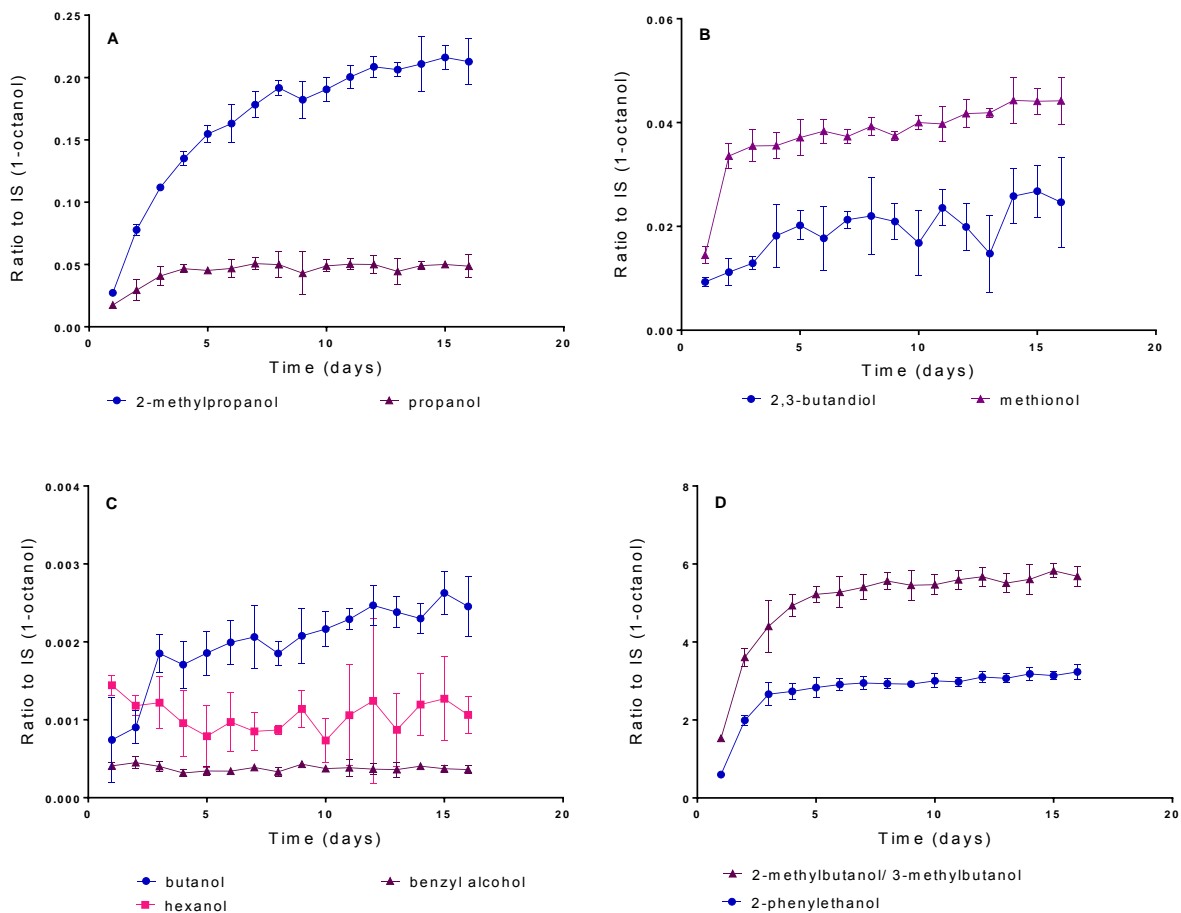 A
0.25
0.20
0.15
0.10
0.05
0.00
Ratio to IS (1-octanol)
0 5 10 15 20
Time (days)
2-methylpropanol propanol
B
0.06
0.04
0.02
0.00
Ratio to IS (1-octanol)
0 5 10 15 20
Time (days)
2,3-butandiol methionol
C
0.004
0.003
0.002
0.001
0.000
Ratio to IS (1-octanol)
0 5 10 15 20
Time (days)
butanol benzyl alcohol
hexanol
D
8
6
4
2
0
Ratio to IS (1-octanol)
0 5 10 15 20
Time (days)
2-methylbutanol/ 3-methylbutanol
2-phenylethanol